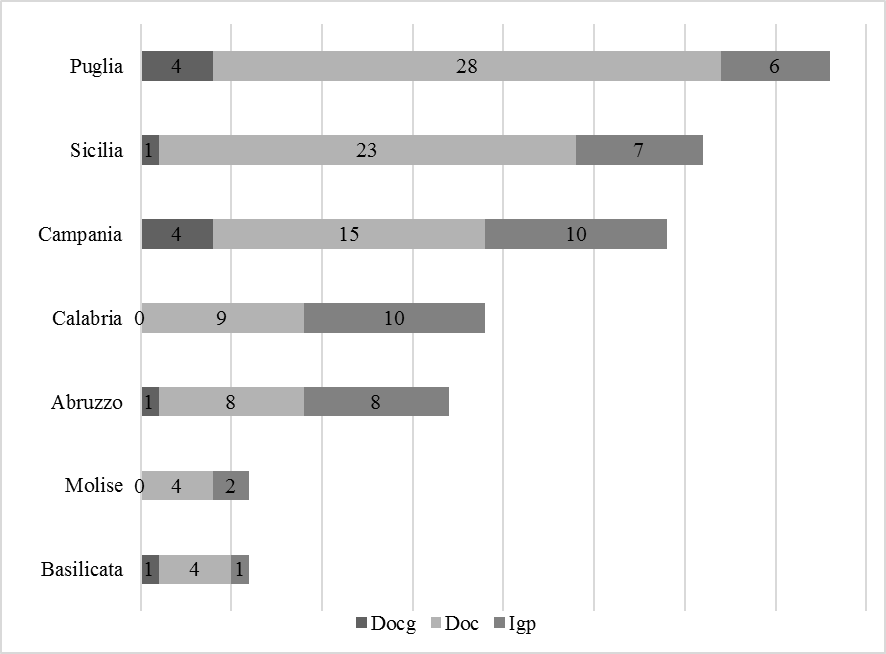 Puglia 4 28 6
Sicilia 1 23 7
Campania 4 15 10
Calabria 0 9 10
Abruzzo 1 8 8
Molise 0 4 2
Basilicata 1 4 1
Docg Doc Igp